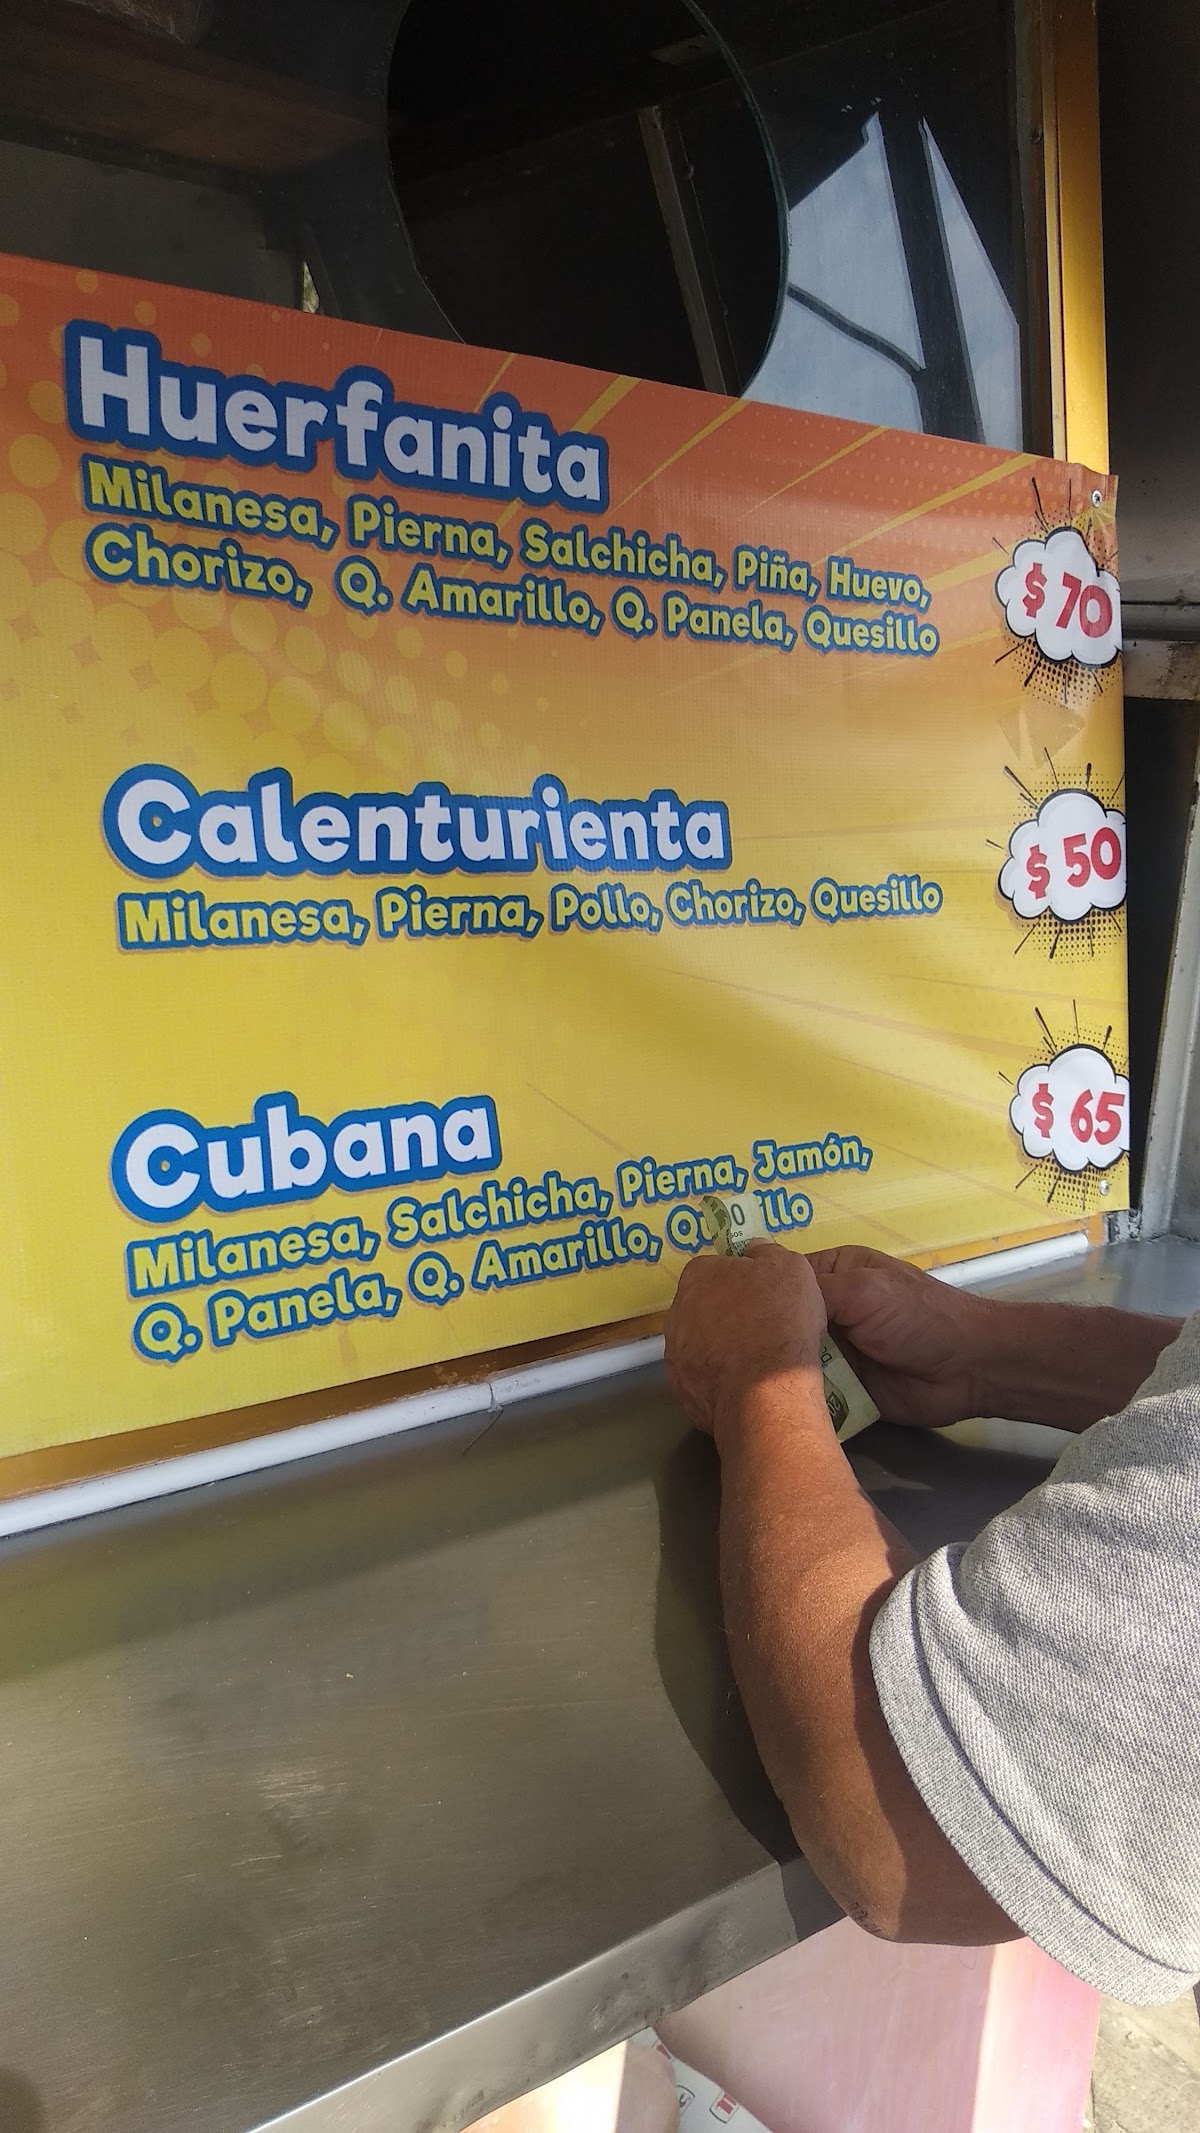 Huerfanita
Milanesa, Pierna, Salchicha, Piña, Huevo,
Chorizo, Q. Amarillo, Q. Panela, Quesillo
$ 70
Calenturienta
Milanesa, Pierna, Pollo, Chorizo, Quesillo
$ 50
Cubana
Milanesa, Salchicha, Pierna, Jamón,
Q. Panela, Q. Amarillo,
$ 65